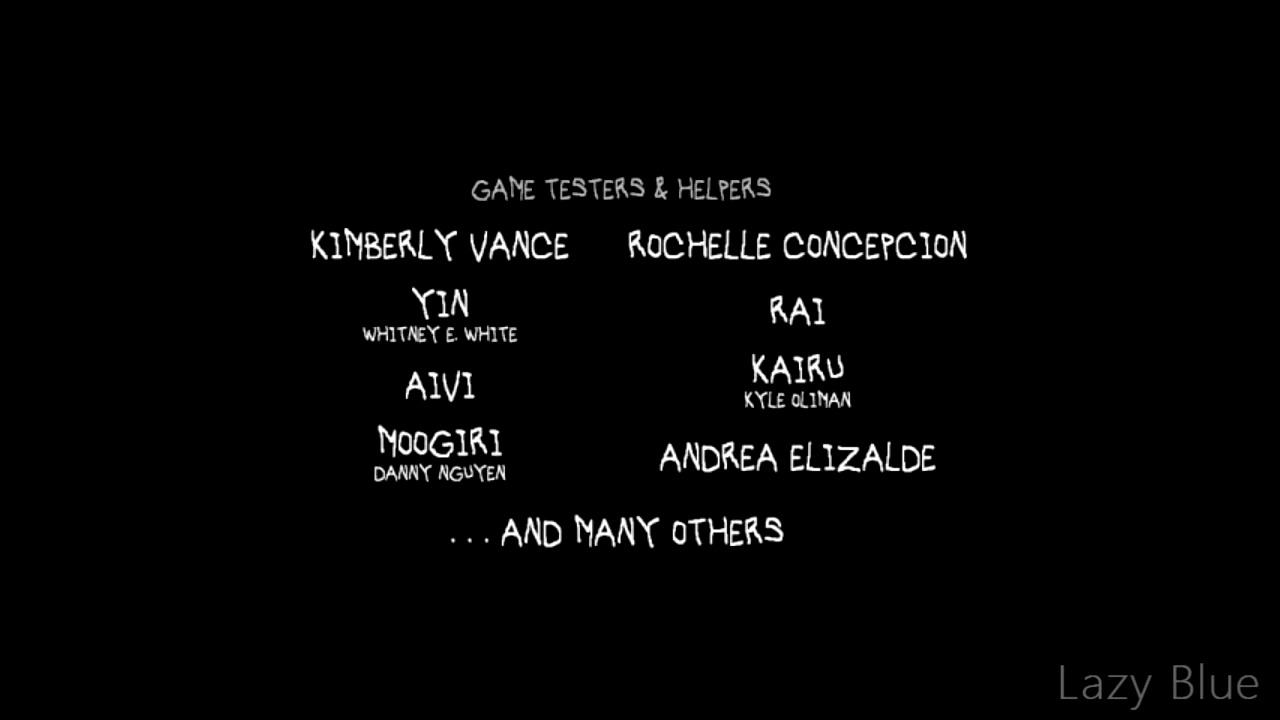 GAME TESTERS & HELPERS
KIMBERLY VANCE
ROCHELLE CONCEPCION
YIN
WHITNEY E. WHITE
RAI
AIVI
KAIRU
KYLE OLIMAN
MOOGIRI
DANNY NGUYEN
ANDREA ELIZALDE
...AND MANY OTHERS
Lazy Blue